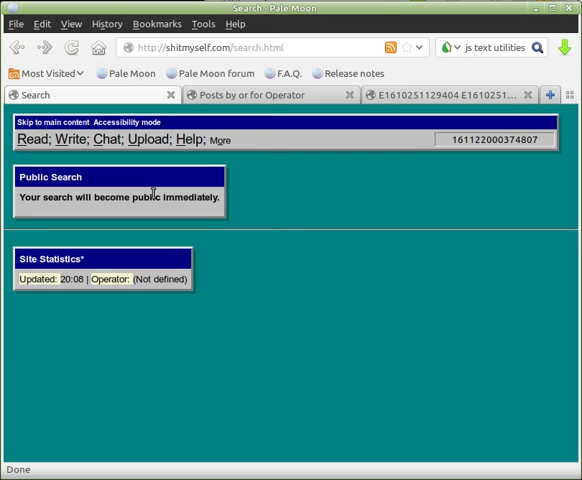 Search - Pale Moon
File Edit View History Bookmarks Tools Help
http://shitmyself.com/search.html
js text utilities
Most Visited Pale Moon Pale Moon forum F.A.Q. Release notes
Search Posts by or for Operator E1610251129404 E1610251...
Skip to main content Accessibility mode
Read; Write; Chat; Upload; Help; More
161122000374807
Public Search
Your search will become public immediately.
Site Statistics*
Updated: 20:08 | Operator: (Not defined)
Done